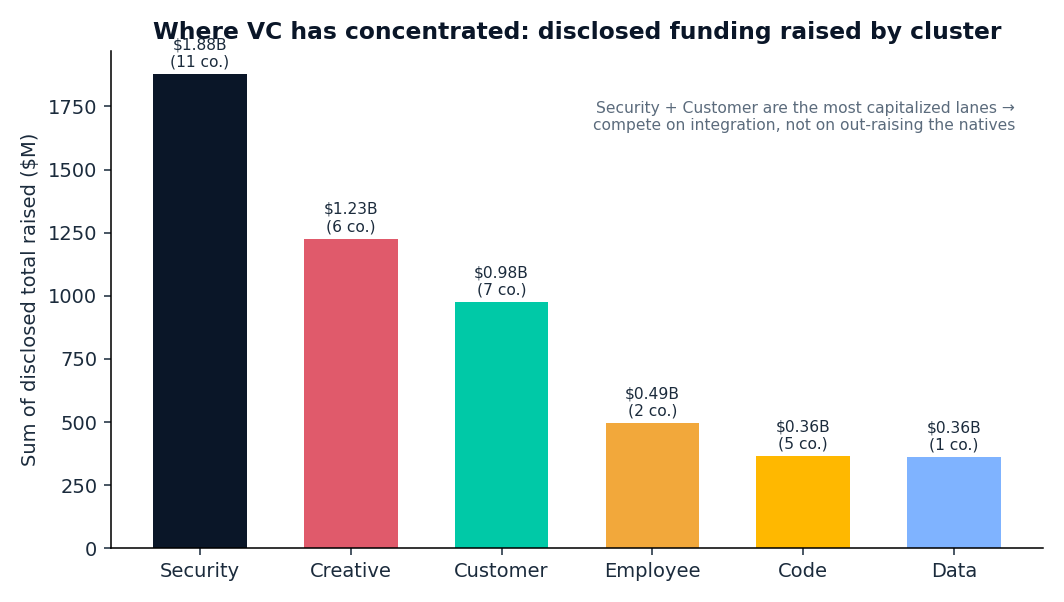 Where VC has concentrated: disclosed funding raised by cluster
$1.88B
(11 co.)
Security + Customer are the most capitalized lanes →
compete on integration, not on out-raising the natives
$1.23B
(6 co.)
$0.98B
(7 co.)
$0.49B
(2 co.)
$0.36B
(5 co.)
$0.36B
(1 co.)
Sum of disclosed total raised ($M)
1750
1500
1250
1000
750
500
250
0
Security
Creative
Customer
Employee
Code
Data